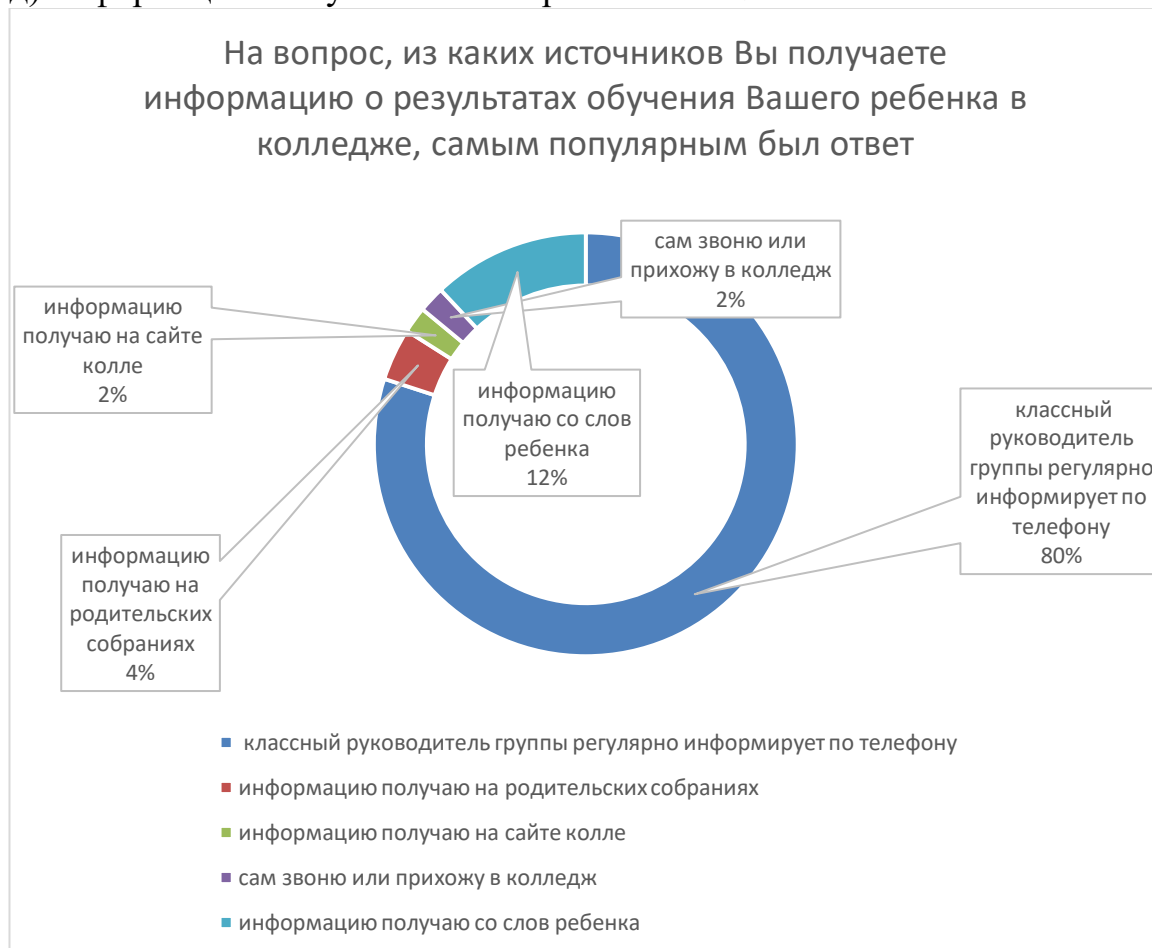 На вопрос, из каких источников Вы получаете
информацию о результатах обучения Вашего ребенка в
колледже, самым популярным был ответ
сам звоню или
прихожу в колледж
2%
информацию
получаю на сайте
колле
2%
информацию
получаю со слов
ребенка
12%
классный
руководитель
группы регулярно
информирует по
телефону
80%
информацию
получаю на
родительских
собраниях
4%
классный руководитель группы регулярно информирует по телефону
информацию получаю на родительских собраниях
информацию получаю на сайте колле
сам звоню или прихожу в колледж
информацию получаю со слов ребенка